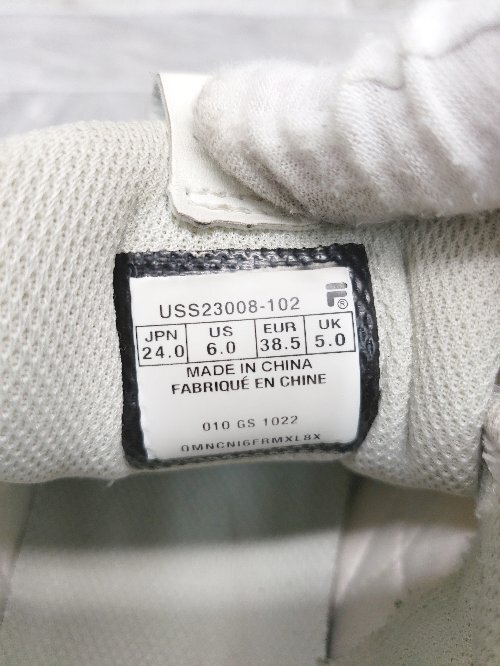 USS23008-102
F®
JPN US EUR UK
24.0 6.0 38.5 5.0
MADE IN CHINA
FABRIQUÉ EN CHINE
010 GS 1022
0MNCNI6FRMXL8X